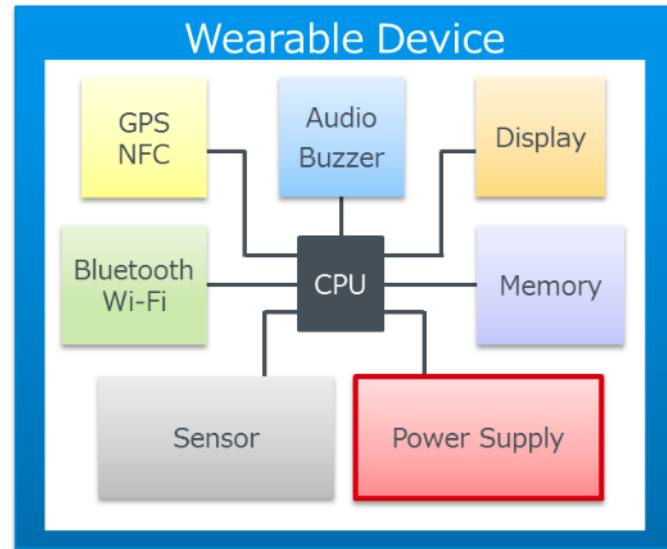 Wearable Device
GPS
NFC
Audio
Buzzer
Display
Bluetooth
Wi-Fi
CPU
Memory
Sensor
Power Supply